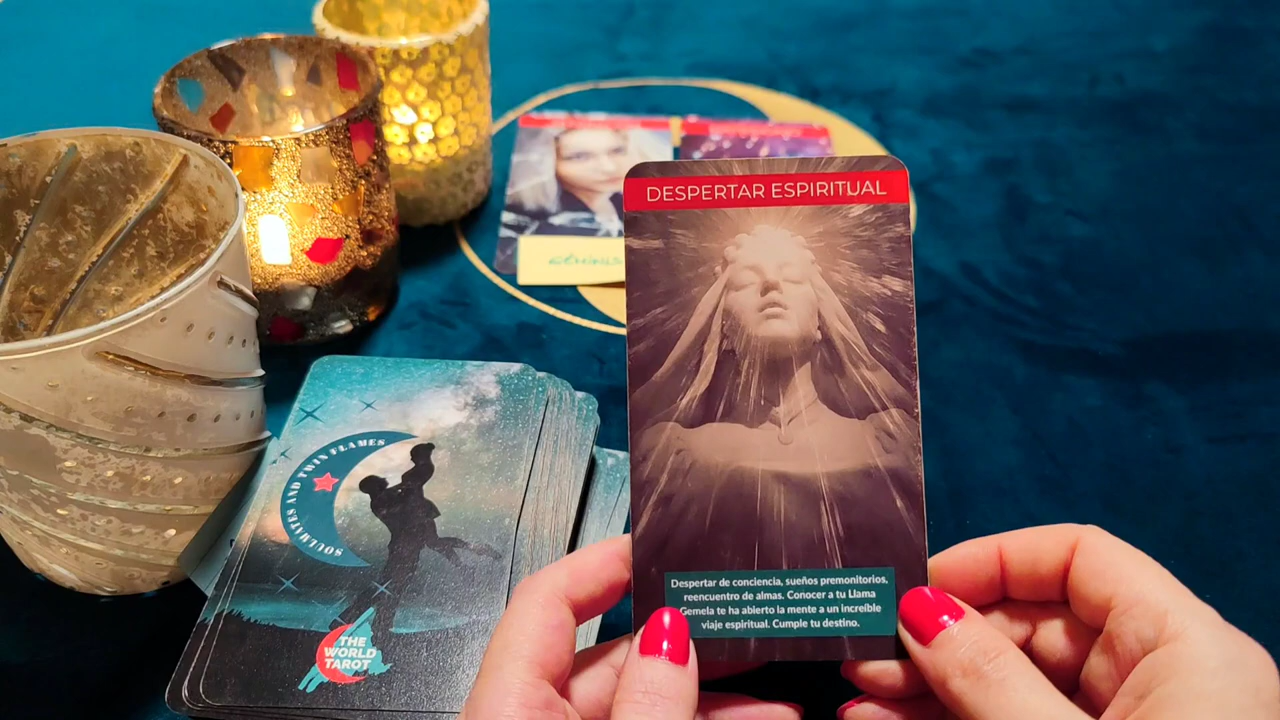 DESPERTAR ESPIRITUAL
GÉMINIS
SOULMATES AND TWIN FLAMES
THE
WORLD
TAROT
Despertar de conciencia, sueños premonitorios,
reencuentro de almas. Conocer a tu Llama
Gemela te ha abierto la mente a un increíble
viaje espiritual. Cumple tu destino.